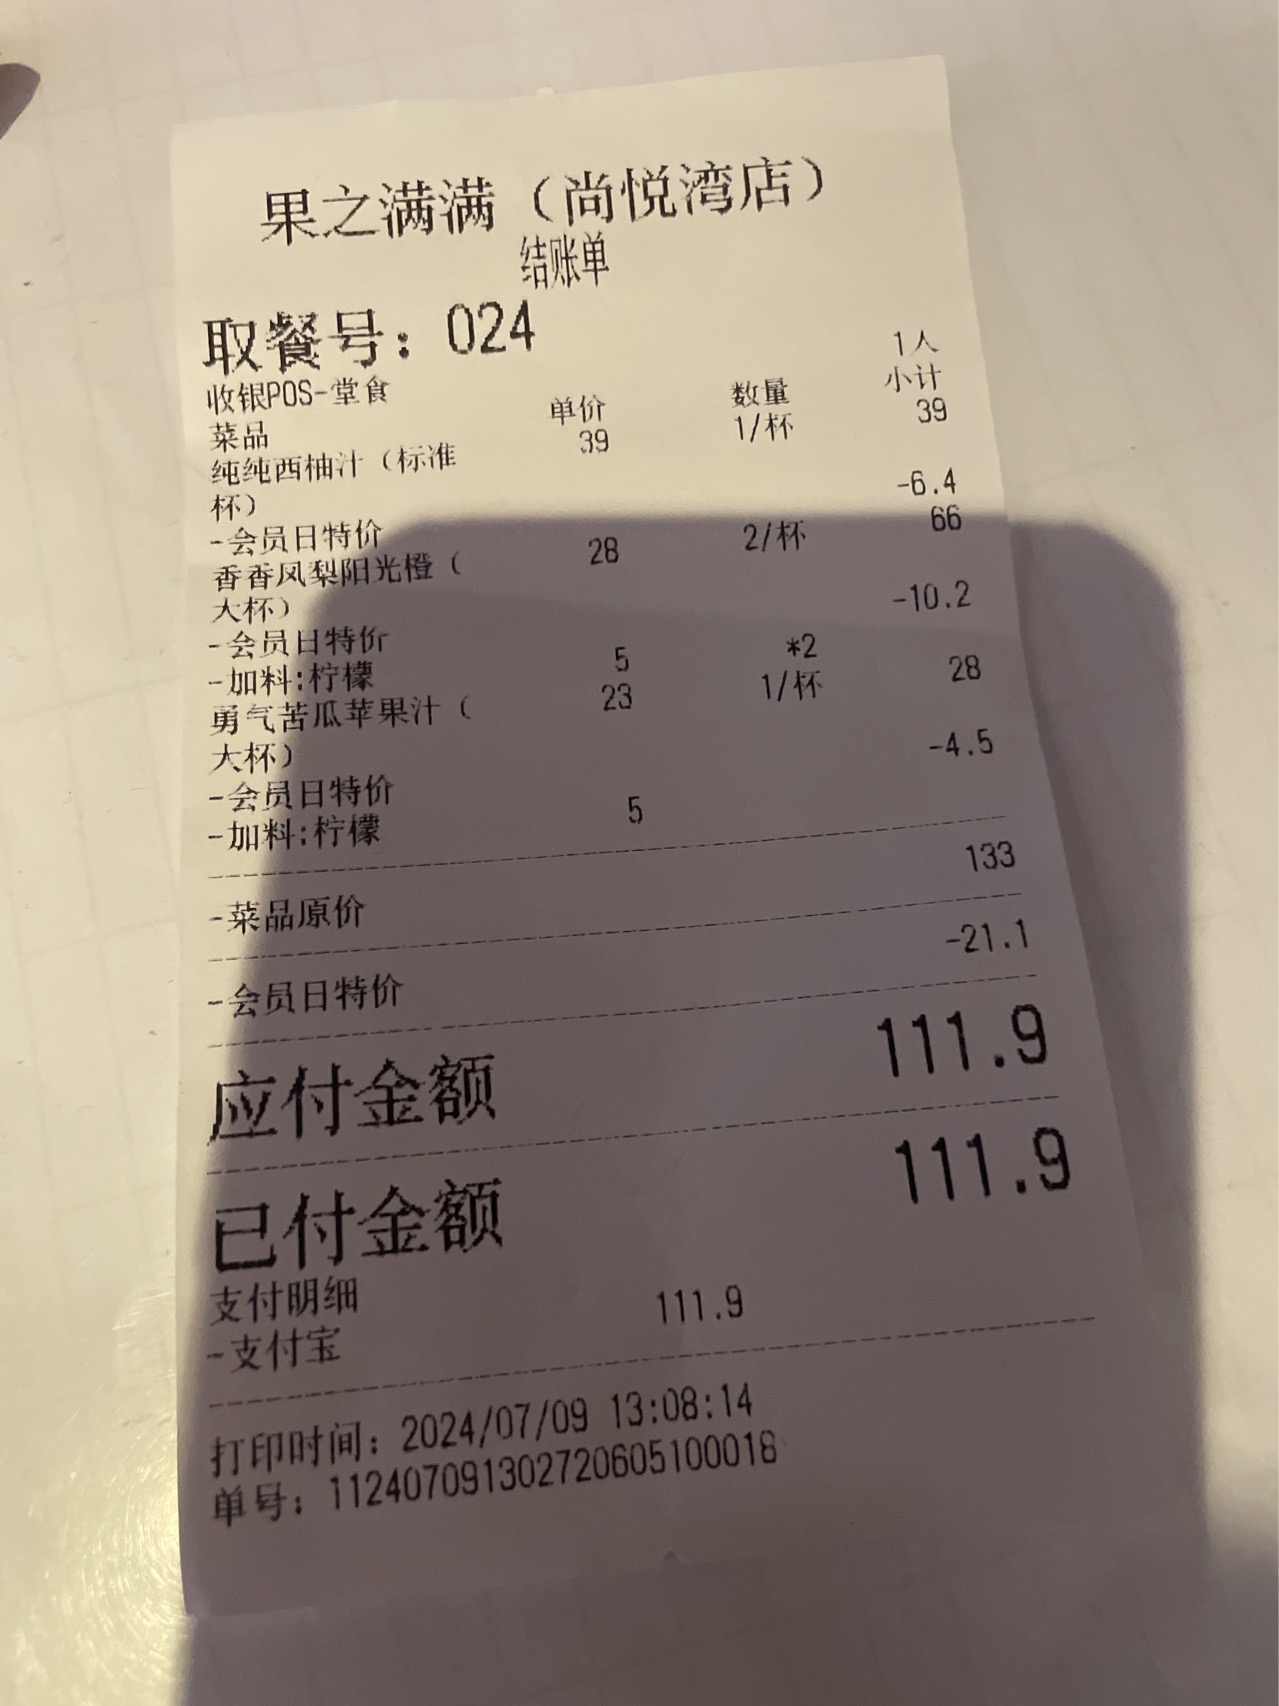 果之满满（尚悦湾店）
结账单
取餐号：024
收银POS-堂食 1人
菜品 单价 数量 小计
纯纯西柚汁（标准 39 1/杯 39
杯）
-会员日特价 -6.4
香香凤梨阳光橙（ 28 2/杯 66
大杯）
-会员日特价 -10.2
-加料:柠檬 5 *2
勇气苦瓜苹果汁（ 23 1/杯 28
大杯）
-会员日特价 -4.5
-加料:柠檬 5
-菜品原价 133
-会员日特价 -21.1
应付金额 111.9
已付金额 111.9
支付明细
-支付宝 111.9
打印时间：2024/07/09 13:08:14
单号：112407091302720605100018